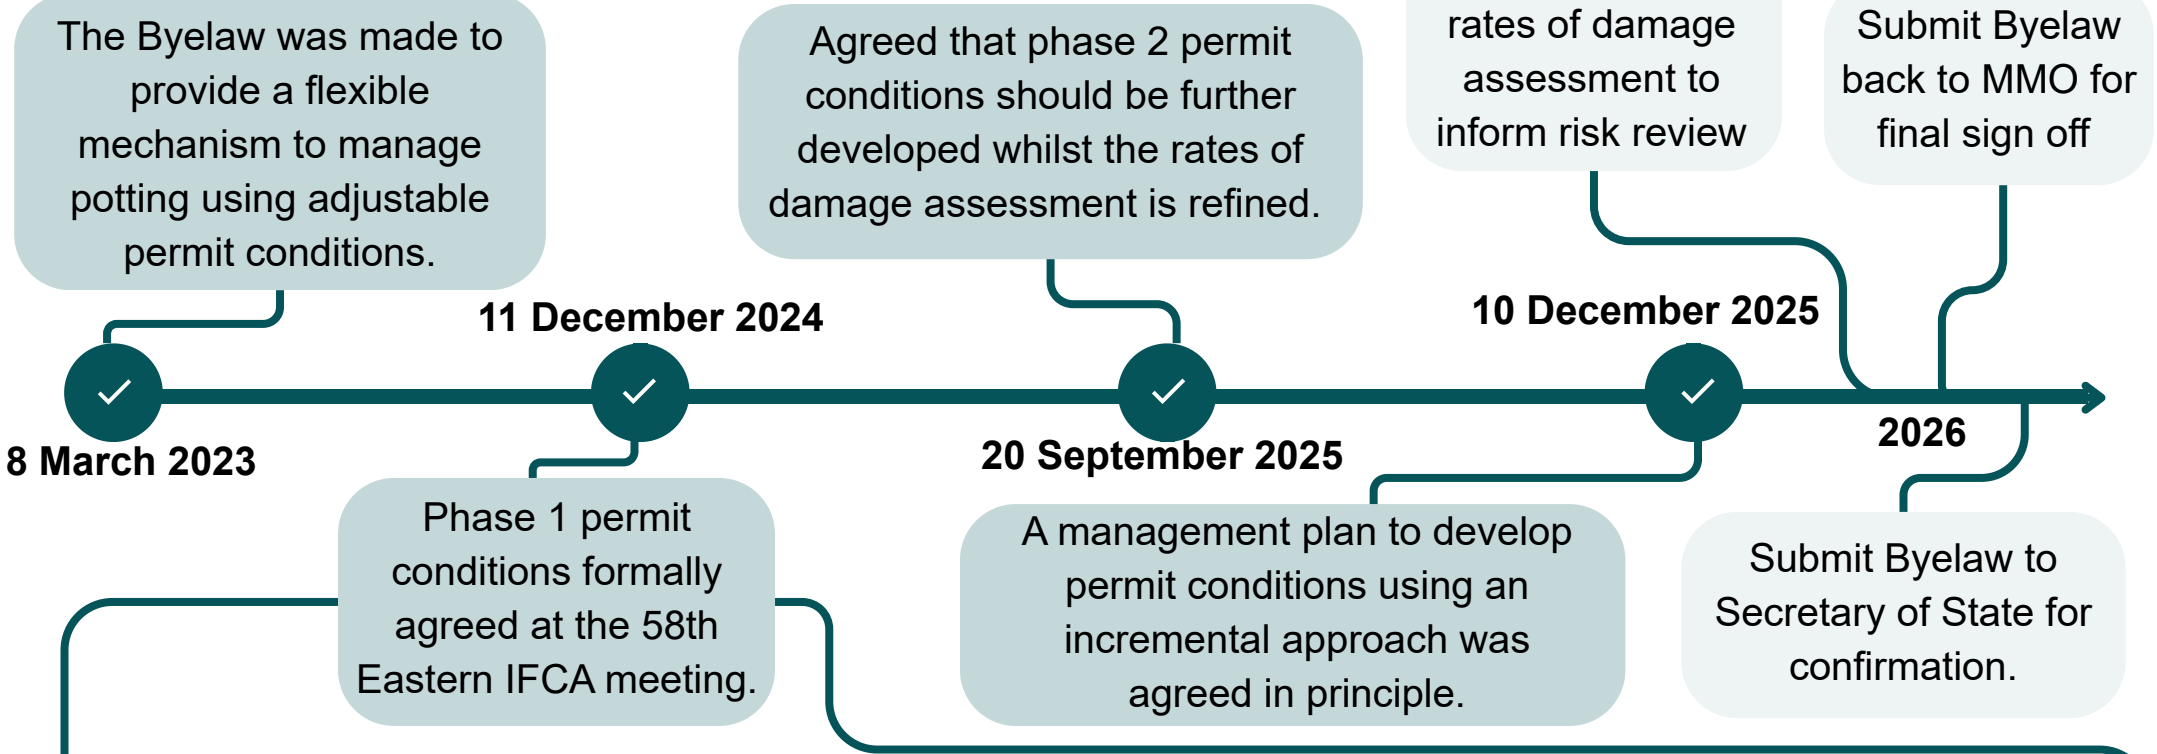 The Byelaw was made to
provide a flexible
mechanism to manage
potting using adjustable
permit conditions.
Agreed that phase 2 permit
conditions should be further
developed whilst the rates of
damage assessment is refined.
rates of damage
assessment to
inform risk review
Submit Byelaw
back to MMO for
final sign off
11 December 2024
10 December 2025
8 March 2023
20 September 2025
2026
Phase 1 permit
conditions formally
agreed at the 58th
Eastern IFCA meeting.
A management plan to develop
permit conditions using an
incremental approach was
agreed in principle.
Submit Byelaw to
Secretary of State for
confirmation.